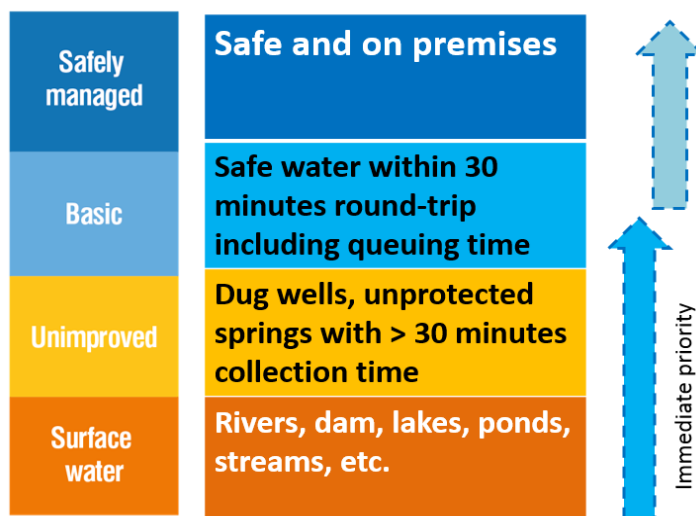 Safely
managed
Safe and on premises
Basic
Safe water within 30
minutes round-trip
including queuing time
Unimproved
Dug wells, unprotected
springs with > 30 minutes
collection time
Surface
water
Rivers, dam, lakes, ponds,
streams, etc.
Immediate priority